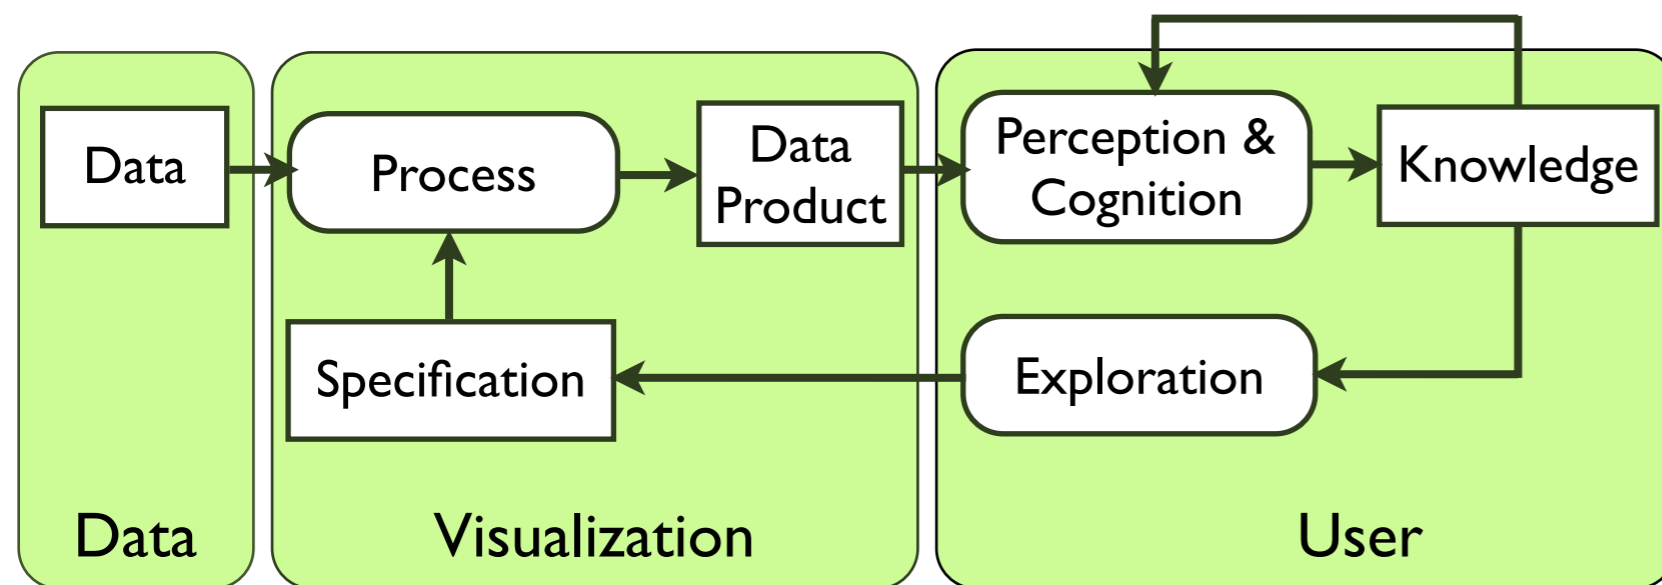 Data
Process
Data
Product
Perception &
Cognition
Knowledge
Specification
Exploration
Data
Visualization
User